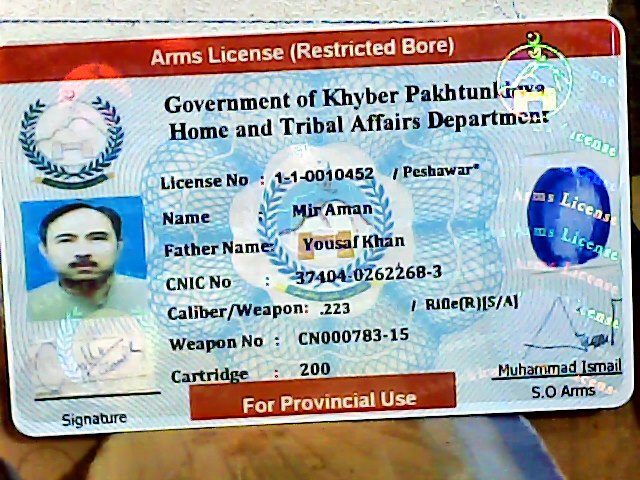 Arms License (Restricted Bore)
Government of Khyber Pakhtunkhwa
Home and Tribal Affairs Department
License No : 1-1-0010452 / Peshawar*
Name : Mir Aman
Father Name: Yousaf Khan
CNIC No : 37404-0262268-3
Caliber/Weapon: .223 / Rifle(R)[S/A]
Weapon No : CN000783-15
Cartridge : 200
For Provincial Use
Signature
Muhammad Ismail
S.O Arms
License
Arms License
Arms License